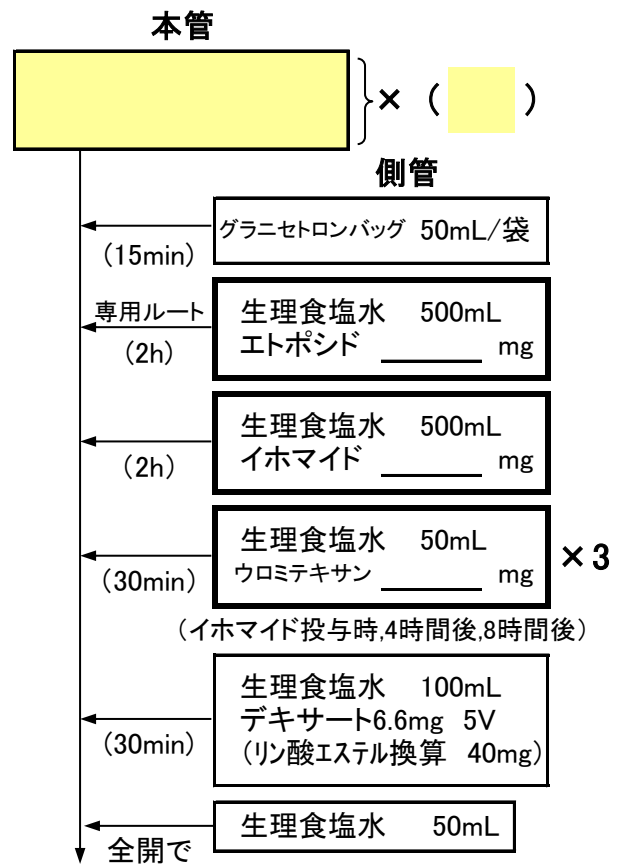 本管
×（　）
側管
グラニセトロンバッグ 50mL/袋
（15min）
専用ルート
（2h）
生理食塩水 500mL
エトポシド ______ mg
（2h）
生理食塩水 500mL
イホマイド ______ mg
（30min）
生理食塩水 50mL
ウロミテキサン ______ mg
×3
（イホマイド投与時,4時間後,8時間後）
（30min）
生理食塩水 100mL
デキサート6.6mg 5V
（リン酸エステル換算 40mg）
生理食塩水 50mL
全開で